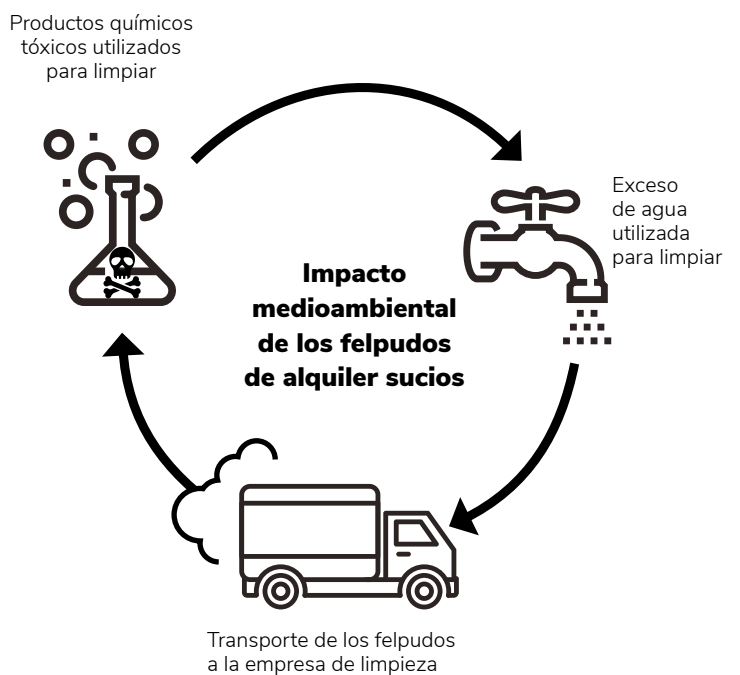 Productos químicos
tóxicos utilizados
para limpiar
Exceso
de agua
utilizada
para limpiar
Impacto
medioambiental
de los felpudos
de alquiler sucios
Transporte de los felpudos
a la empresa de limpieza